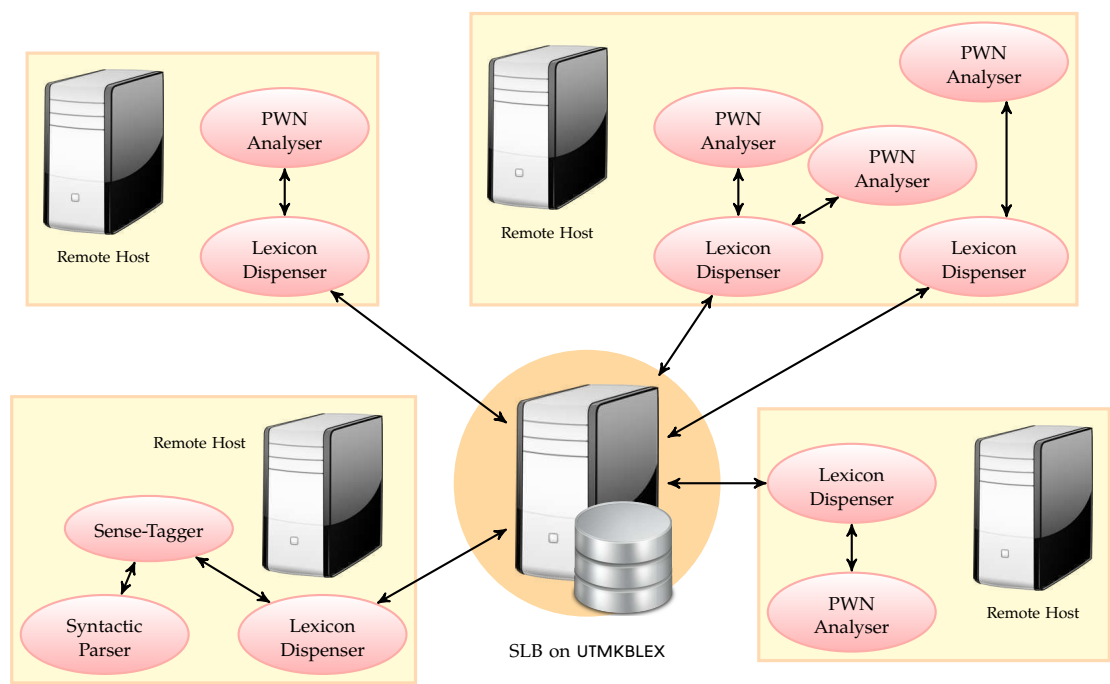 PWN
Analyser
Lexicon
Dispenser
Remote Host
PWN
Analyser
PWN
Analyser
PWN
Analyser
Lexicon
Dispenser
Lexicon
Dispenser
Remote Host
Remote Host
Sense-Tagger
Syntactic
Parser
Lexicon
Dispenser
SLB on UTMKBLEX
Lexicon
Dispenser
PWN
Analyser
Remote Host